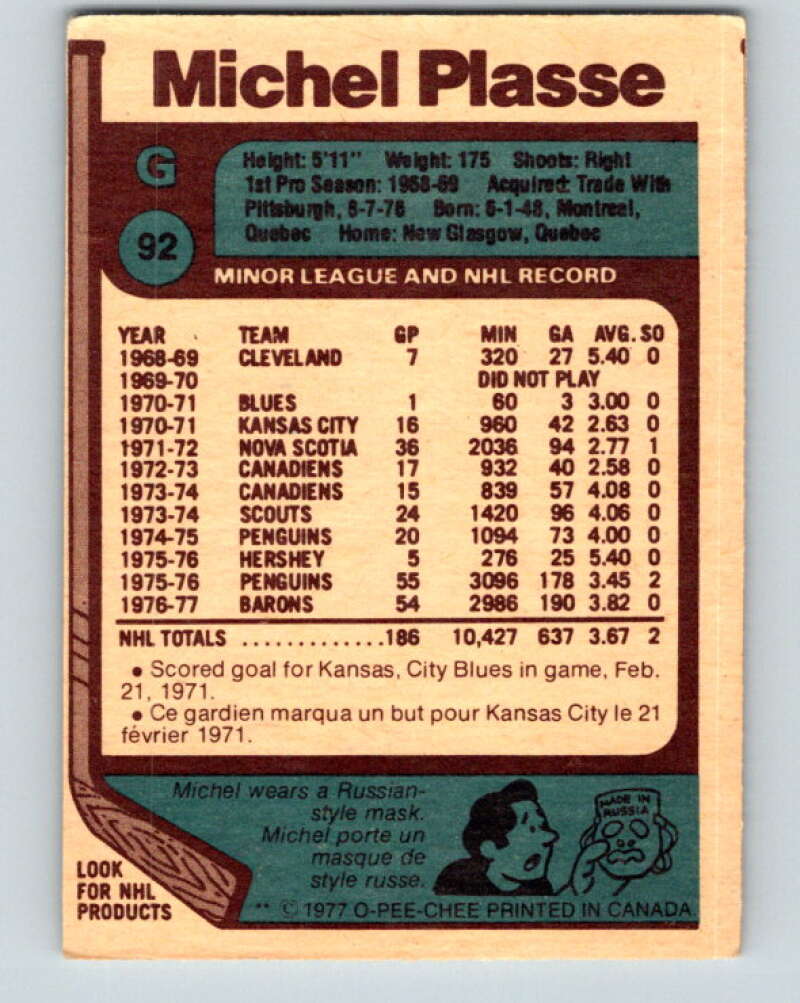 Michel Plasse
G
92
Height: 5'11" Weight: 175 Shoots: Right
1st Pro Season: 1968-69 Acquired: Trade With
Pittsburgh, 8-7-76 Born: 6-1-48, Montreal,
Quebec Home: New Glasgow, Quebec
MINOR LEAGUE AND NHL RECORD
YEAR TEAM GP MIN GA AVG. SO
1968-69 CLEVELAND 7 320 27 5.40 0
1969-70 DID NOT PLAY
1970-71 BLUES 1 60 3 3.00 0
1970-71 KANSAS CITY 16 960 42 2.63 0
1971-72 NOVA SCOTIA 36 2036 94 2.77 1
1972-73 CANADIENS 17 932 40 2.58 0
1973-74 CANADIENS 15 839 57 4.08 0
1973-74 SCOUTS 24 1420 96 4.06 0
1974-75 PENGUINS 20 1094 73 4.00 0
1975-76 HERSHEY 5 276 25 5.40 0
1975-76 PENGUINS 55 3096 178 3.45 2
1976-77 BARONS 54 2986 190 3.82 0
NHL TOTALS .............186 10,427 637 3.67 2
• Scored goal for Kansas, City Blues in game, Feb.
21, 1971.
• Ce gardien marqua un but pour Kansas City le 21
février 1971.
Michel wears a Russian-
style mask.
Michel porte un
masque de
style russe.
MADE IN
RUSSIA
LOOK
FOR NHL
PRODUCTS
** © 1977 O-PEE-CHEE PRINTED IN CANADA